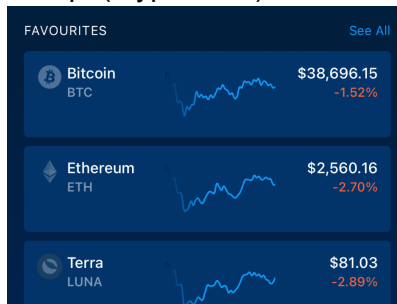 FAVOURITES See All
Bitcoin $38,696.15
BTC -1.52%
Ethereum $2,560.16
ETH -2.70%
Terra $81.03
LUNA -2.89%